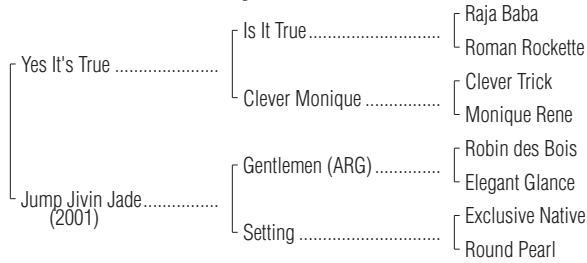 Raja Baba
Is It True
Roman Rockette
Yes It's True
Clever Trick
Clever Monique
Monique Rene
Robin des Bois
Gentlemen (ARG)
Elegant Glance
Jump Jivin Jade
(2001)
Exclusive Native
Setting
Round Pearl